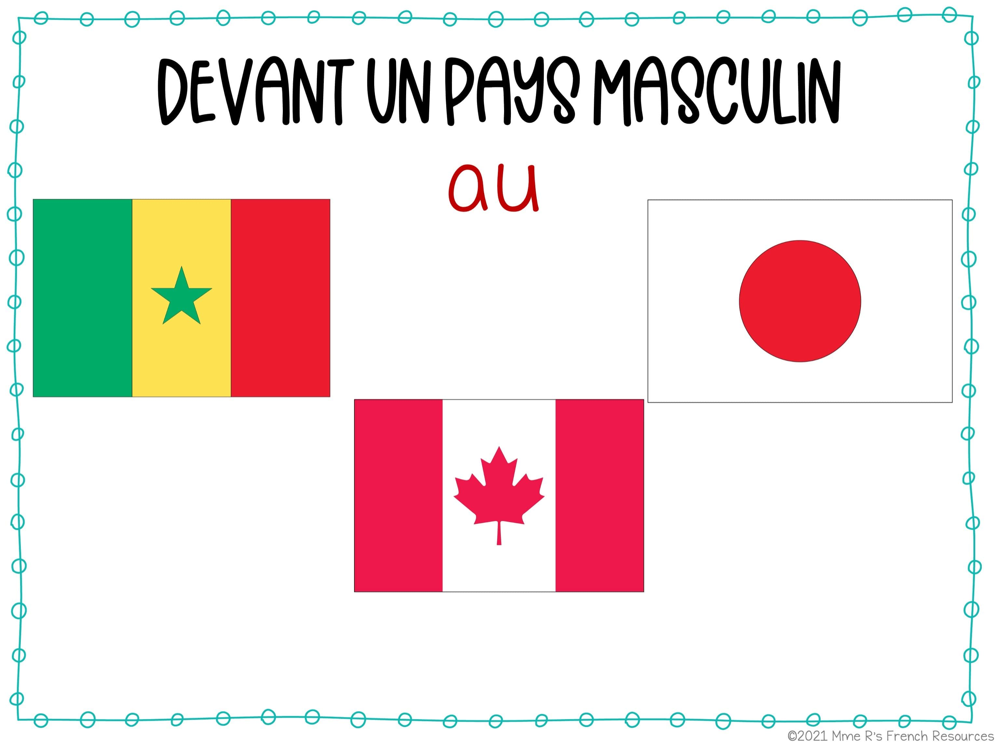 DEVANT UN PAYS MASCULIN
au
©2021 Mme R's French Resources